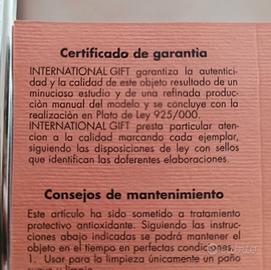 Certificado de garantia
INTERNATIONAL GIFT garantiza la autentici-
dad y la calidad de este objeto resultado de un
minucioso estudio y de una refinada produc-
ción manual del modelo y se concluye con la
realización en Plata de Ley 925/000.
INTERNATIONAL GIFT presta particular aten-
cion a la calidad marcando cada ejemplar,
siguiendo las disposiciones de ley con sellos
que identifican las doferentes elaboraciones.
Consejos de mantenimiento
Este artículo ha sido sometido a tratamiento
protectivo antioxidante. Siguiendo las instruc-
ciones abajo indicadas se podrá mantener el
objeto en el tiempo en perfectas condiciones.
1. Usar para la limpieza únicamente un paño